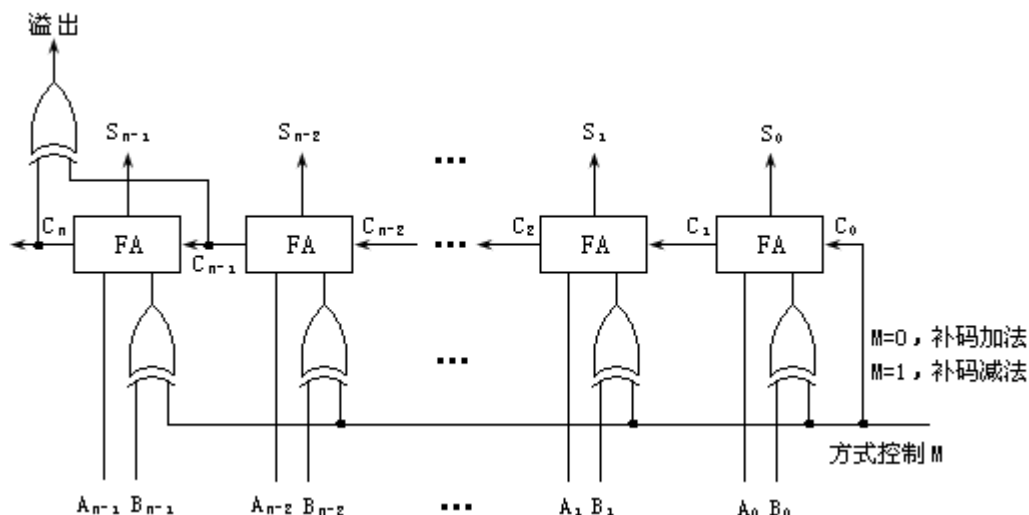 溢出
Sₙ₋₁ Sₙ₋₂ ... S₁ S₀
Cₙ FA Cₙ₋₁ FA Cₙ₋₂ ... C₂ FA C₁ FA C₀
...
M=0，补码加法
M=1，补码减法
方式控制 M
Aₙ₋₁ Bₙ₋₁ Aₙ₋₂ Bₙ₋₂ ... A₁ B₁ A₀ B₀